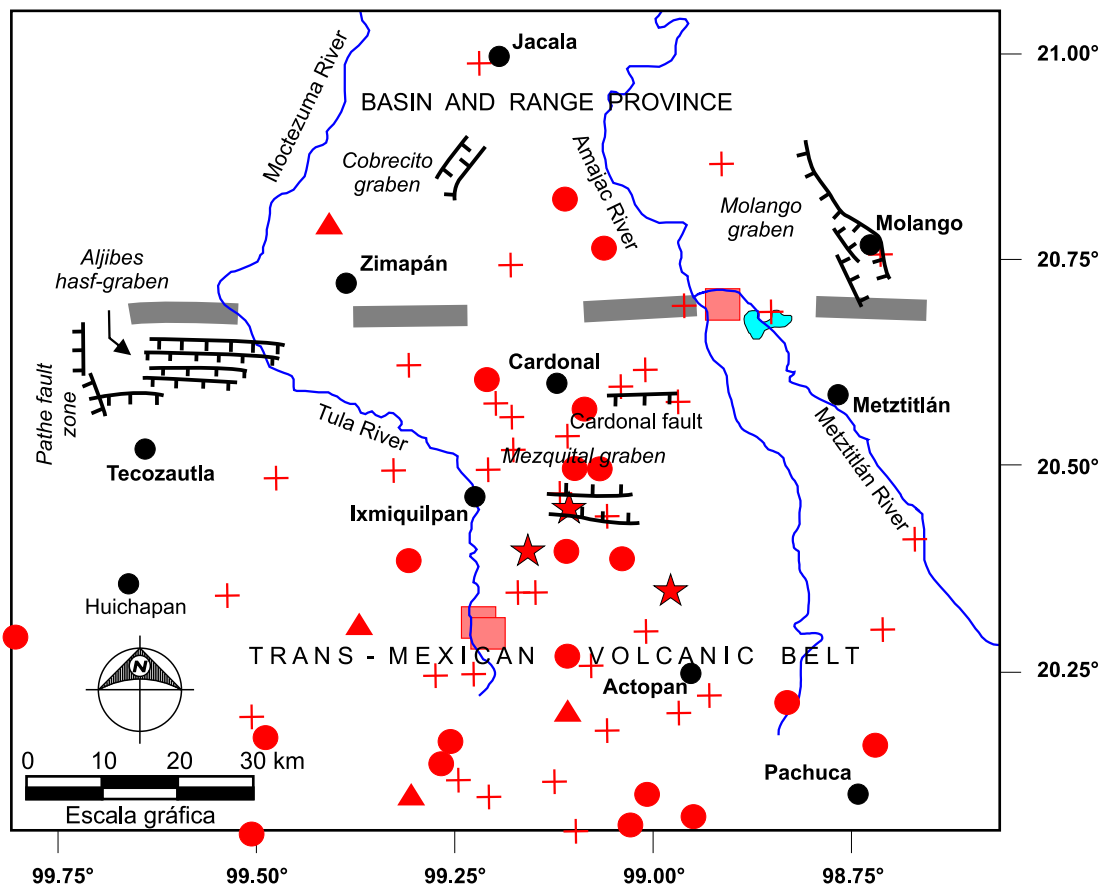 Jacala
21.00°
Moctezuma River
BASIN AND RANGE PROVINCE
Cobrecito
graben
Amajac River
Molango
graben
Molango
Aljibes
hasf-graben
Zimapán
20.75°
Pathe fault
zone
Cardonal
Cardonal fault
Metztitlán
Tula River
Mezquital graben
Metztitlán River
Tecozautla
20.50°
Ixmiquilpan
Huichapan
N
TRANS - MEXICAN VOLCANIC BELT
20.25°
Actopan
0 10 20 30 km
Escala gráfica
Pachuca
99.75° 99.50° 99.25° 99.00° 98.75°